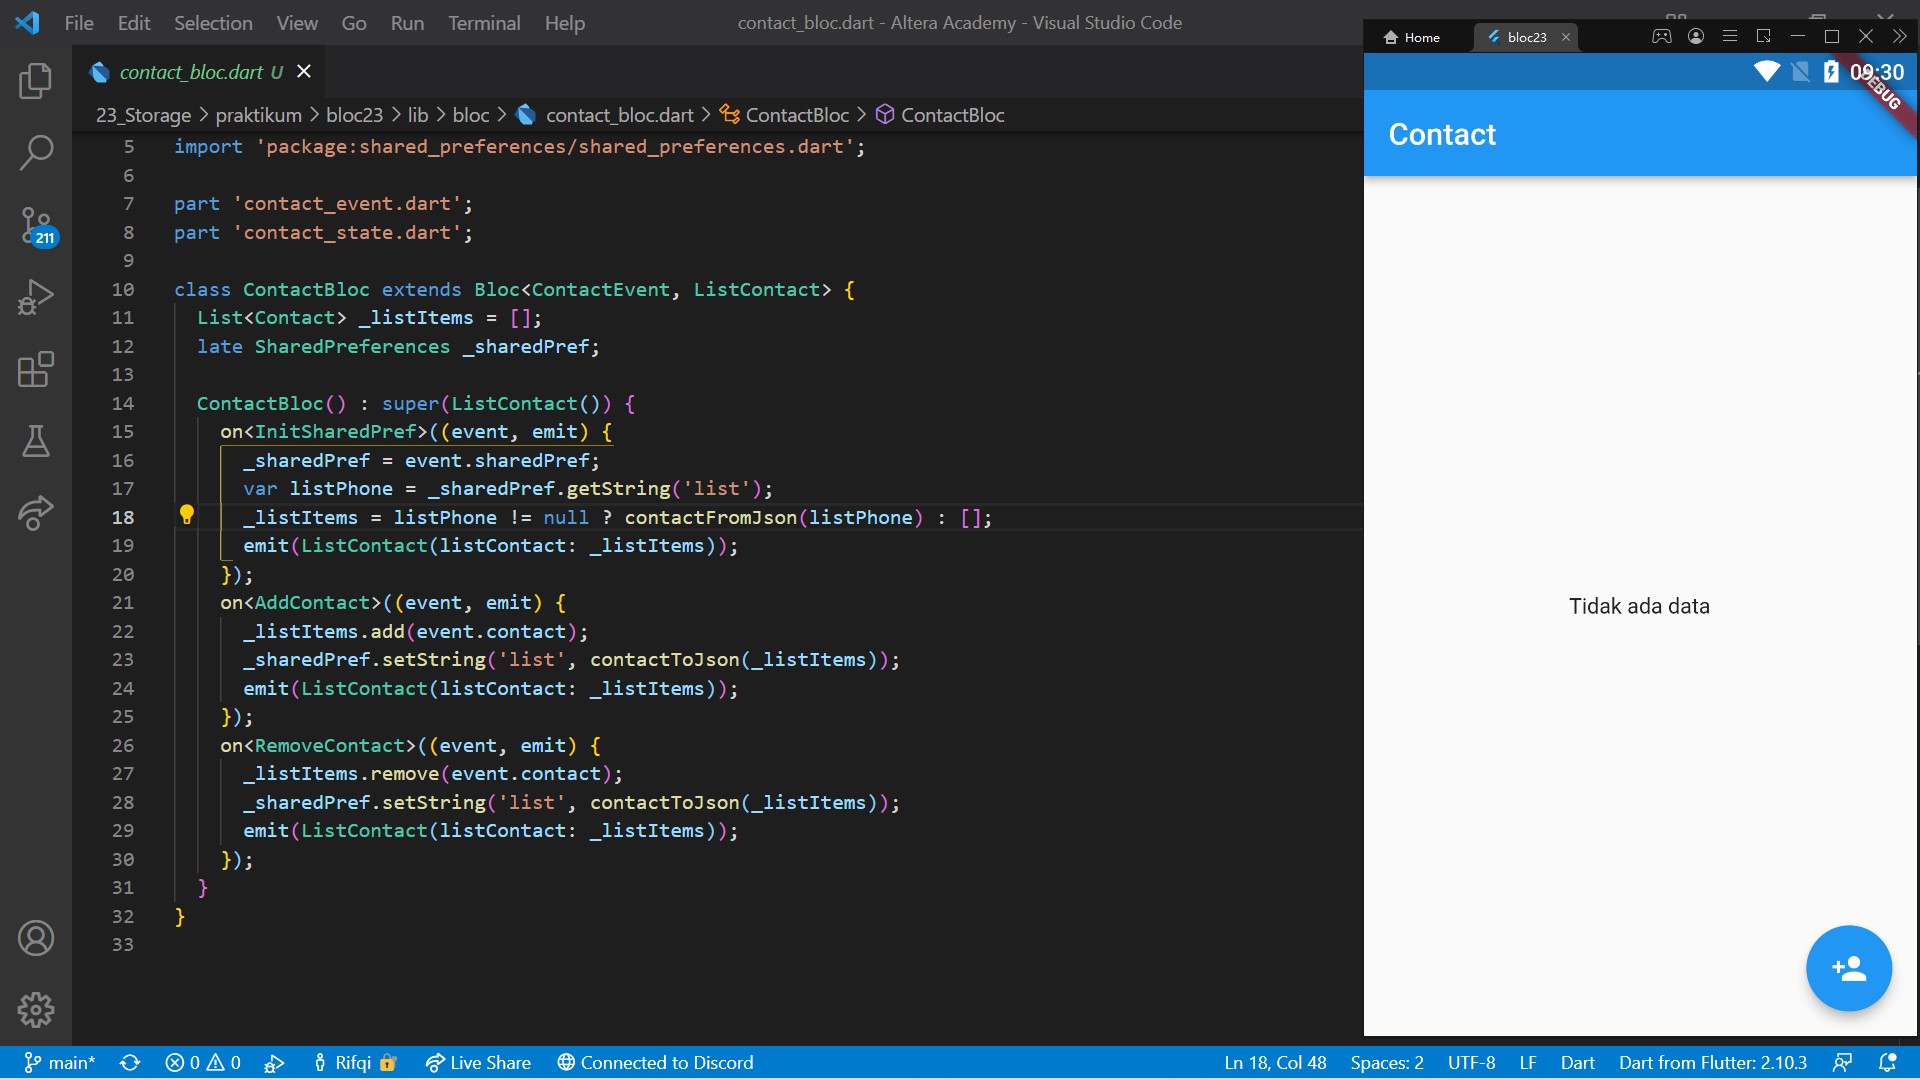 File Edit Selection View Go Run Terminal Help
contact_bloc.dart - Altera Academy - Visual Studio Code
contact_bloc.dart U
23_Storage > praktikum > bloc23 > lib > bloc > contact_bloc.dart > ContactBloc > ContactBloc
211
5 import 'package:shared_preferences/shared_preferences.dart';
6
7 part 'contact_event.dart';
8 part 'contact_state.dart';
9
10 class ContactBloc extends Bloc<ContactEvent, ListContact> {
11 List<Contact> _listItems = [];
12 late SharedPreferences _sharedPref;
13
14 ContactBloc() : super(ListContact()) {
15 on<InitSharedPref>((event, emit) {
16 _sharedPref = event.sharedPref;
17 var listPhone = _sharedPref.getString('list');
18 _listItems = listPhone != null ? contactFromJson(listPhone) : [];
19 emit(ListContact(listContact: _listItems));
20 });
21 on<AddContact>((event, emit) {
22 _listItems.add(event.contact);
23 _sharedPref.setString('list', contactToJson(_listItems));
24 emit(ListContact(listContact: _listItems));
25 });
26 on<RemoveContact>((event, emit) {
27 _listItems.remove(event.contact);
28 _sharedPref.setString('list', contactToJson(_listItems));
29 emit(ListContact(listContact: _listItems));
30 });
31 }
32 }
33
Home bloc23
09:30
DEBUG
Contact
Tidak ada data
main* 0 0 Rifqi Live Share Connected to Discord Ln 18, Col 48 Spaces: 2 UTF-8 LF Dart Dart from Flutter: 2.10.3